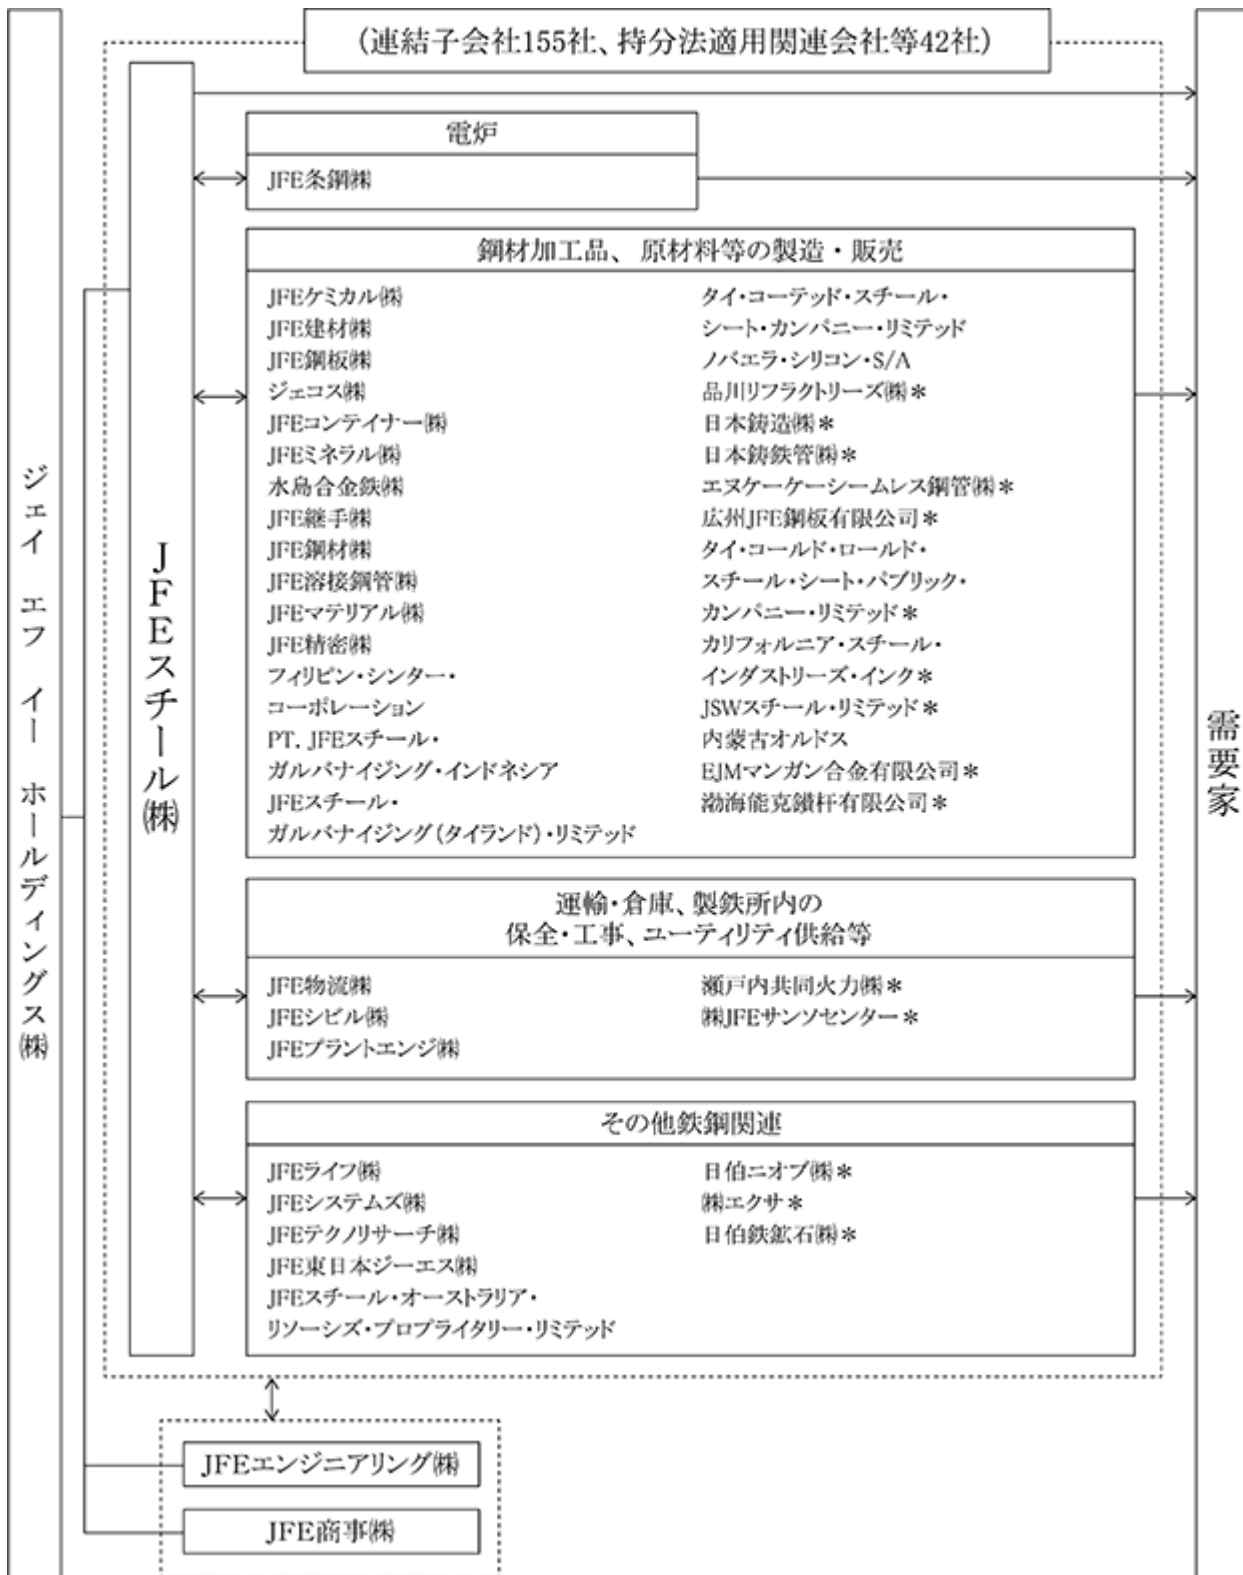 (連結子会社155社、持分法適用関連会社等42社)
ジェイ エフ イー ホールディングス㈱
JFEスチール㈱
電炉
JFE条鋼㈱
鋼材加工品、原材料等の製造・販売
JFEケミカル㈱
JFE建材㈱
JFE鋼板㈱
ジェコス㈱
JFEコンテイナー㈱
JFEミネラル㈱
水島合金鉄㈱
JFE継手㈱
JFE鋼材㈱
JFE溶接鋼管㈱
JFEマテリアル㈱
JFE精密㈱
フィリピン・シンター・
コーポレーション
PT. JFEスチール・
ガルバナイジング・インドネシア
JFEスチール・
ガルバナイジング(タイランド)・リミテッド
タイ・コーテッド・スチール・
シート・カンパニー・リミテッド
ノバエラ・シリコン・S/A
品川リフラクトリーズ㈱＊
日本鋳造㈱＊
日本鋳鉄管㈱＊
エヌケーケーシームレス鋼管㈱＊
広州JFE鋼板有限公司＊
タイ・コールド・ロールド・
スチール・シート・パブリック・
カンパニー・リミテッド＊
カリフォルニア・スチール・
インダストリーズ・インク＊
JSWスチール・リミテッド＊
内蒙古オルドス
EJMマンガン合金有限公司＊
渤海能克鑚杆有限公司＊
運輸・倉庫、製鉄所内の
保全・工事、ユーティリティ供給等
JFE物流㈱
JFEシビル㈱
JFEプラントエンジ㈱
瀬戸内共同火力㈱＊
㈱JFEサンソセンター＊
その他鉄鋼関連
JFEライフ㈱
JFEシステムズ㈱
JFEテクノリサーチ㈱
JFE東日本ジーエス㈱
JFEスチール・オーストラリア・
リソーシズ・プロプライタリー・リミテッド
日伯ニオブ㈱＊
㈱エクサ＊
日伯鉄鉱石㈱＊
JFEエンジニアリング㈱
JFE商事㈱
需要家